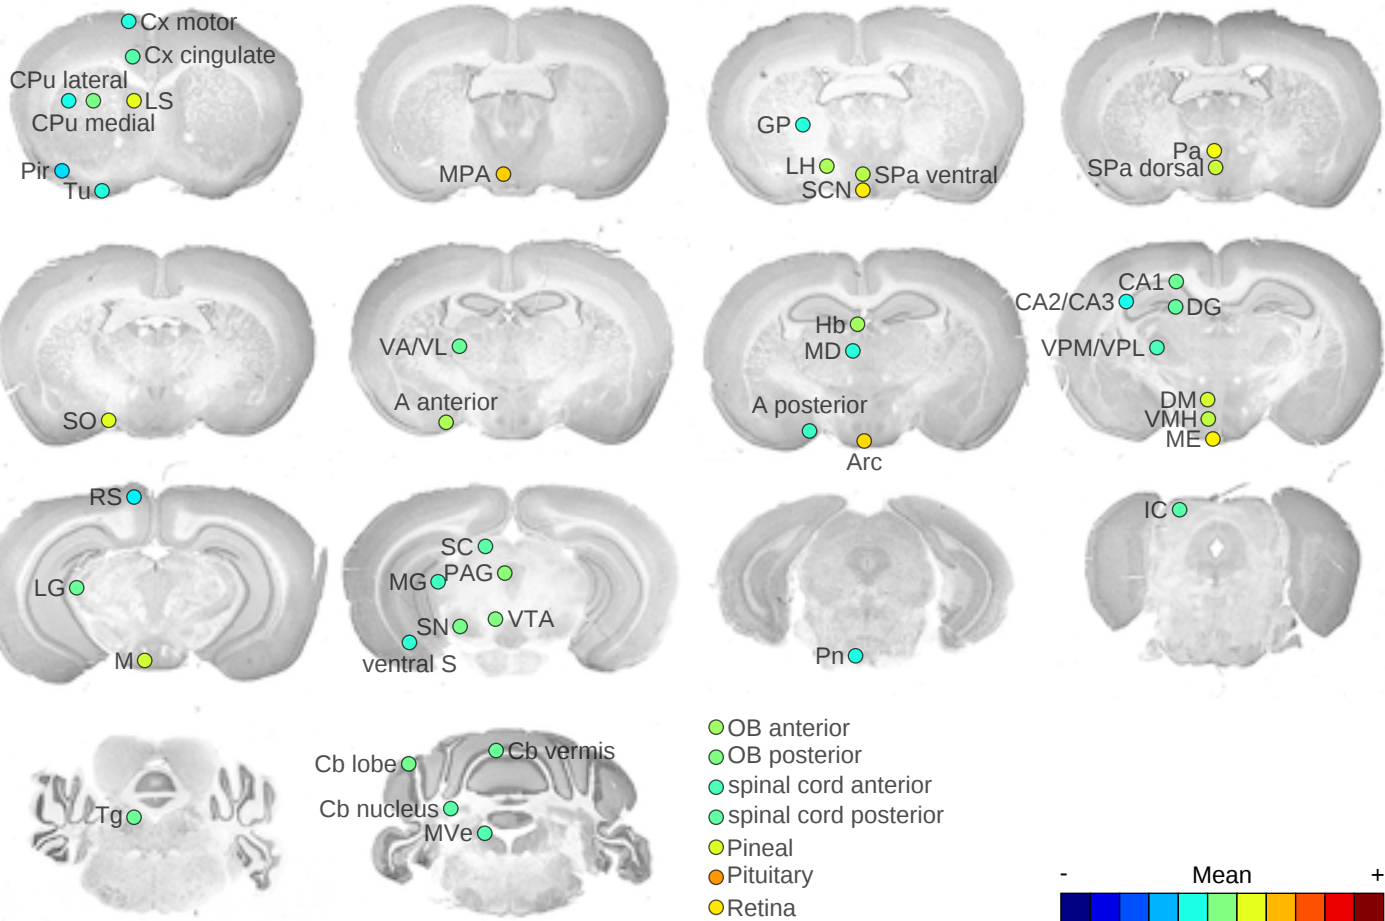 Cx motor
Cx cingulate
CPu lateral
LS
CPu medial
Pir
Tu
MPA
GP
LH
SPa ventral
SCN
Pa
SPa dorsal
SO
VA/VL
A anterior
Hb
MD
A posterior
Arc
CA1
CA2/CA3
DG
VPM/VPL
DM
VMH
ME
RS
LG
M
SC
MG
PAG
SN
VTA
ventral S
Pn
IC
Tg
Cb lobe
Cb vermis
Cb nucleus
MVe
OB anterior
OB posterior
spinal cord anterior
spinal cord posterior
Pineal
Pituitary
Retina
- Mean +